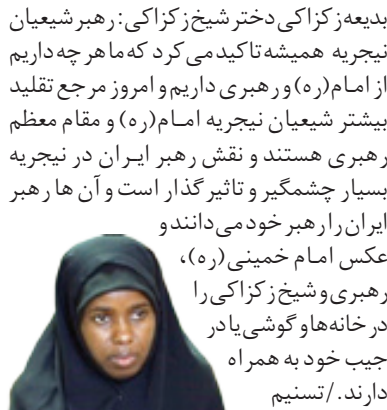 بدیعه زکزاکی دختر شیخ زکزاکی: رهبر شیعیان
نیجریه همیشه تاکید می کرد که ما هر چه داریم
از امام(ره) و رهبری داریم و امروز مرجع تقلید
بیشتر شیعیان نیجریه امـام(ره) و مقام معظم
رهبری هستند و نقش رهبر ایـران در نیجریه
بسیار چشمگیر و تاثیر گذار است و آن ها رهبر
ایران را رهبر خود می دانند و
عکس امـام خمینی(ره)،
رهبری و شیخ زکزاکی را
در خانه ها و گوشی یا در
جیب خود به همراه
دارند./تسنیم